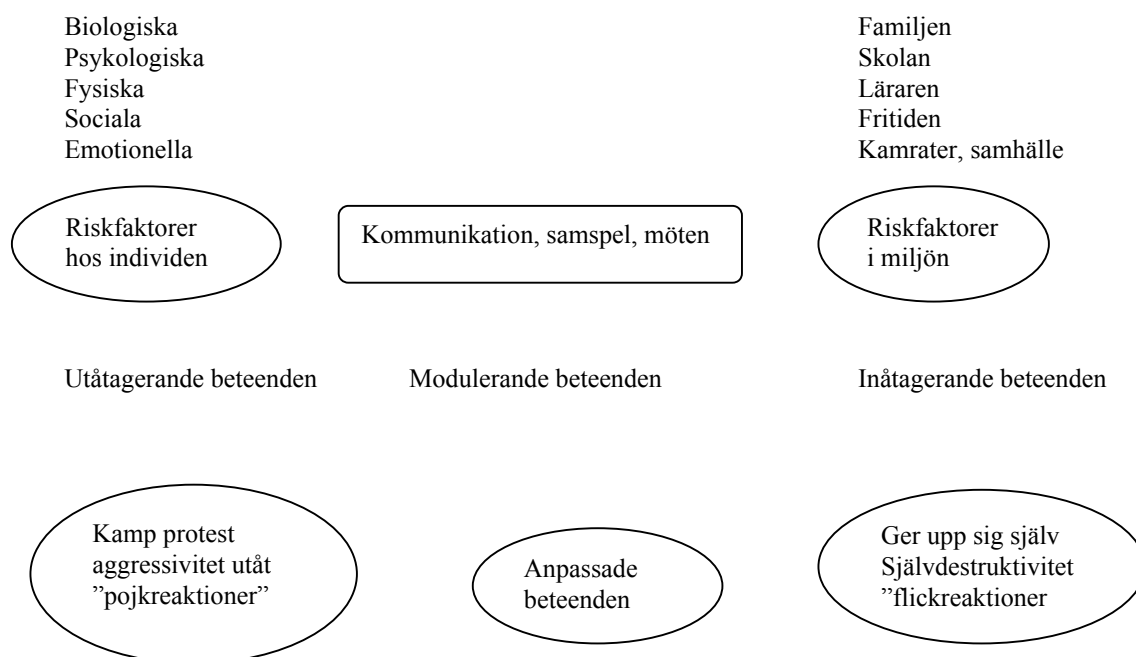 Biologiska
Psykologiska
Fysiska
Sociala
Emotionella
Familjen
Skolan
Läraren
Fritiden
Kamrater, samhälle
Riskfaktorer
hos individen
Kommunikation, samspel, möten
Riskfaktorer
i miljön
Utåtagerande beteenden
Modulerande beteenden
Inåtagerande beteenden
Kamp protest
aggressivitet utåt
”pojkreaktioner”
Anpassade
beteenden
Ger upp sig själv
Självdestruktivitet
”flickreaktioner